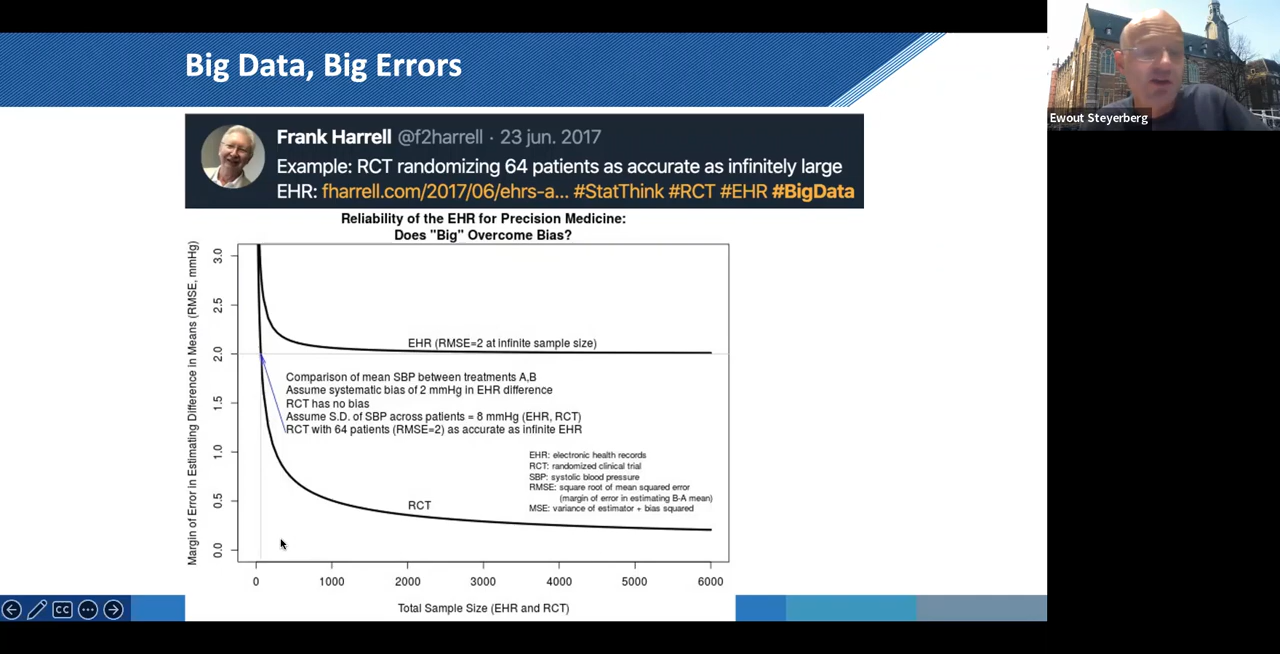 Big Data, Big Errors
Ewout Steyerberg
Frank Harrell @f2harrell · 23 jun. 2017
Example: RCT randomizing 64 patients as accurate as infinitely large
EHR: fharrell.com/2017/06/ehrs-a... #StatThink #RCT #EHR #BigData
Reliability of the EHR for Precision Medicine:
Does "Big" Overcome Bias?
Margin of Error in Estimating Difference in Means (RMSE, mmHg)
3.0
2.5
2.0
1.5
1.0
0.5
0.0
EHR (RMSE=2 at infinite sample size)
Comparison of mean SBP between treatments A,B
Assume systematic bias of 2 mmHg in EHR difference
RCT has no bias
Assume S.D. of SBP across patients = 8 mmHg (EHR, RCT)
RCT with 64 patients (RMSE=2) as accurate as infinite EHR
EHR: electronic health records
RCT: randomized clinical trial
SBP: systolic blood pressure
RMSE: square root of mean squared error
(margin of error in estimating B-A mean)
MSE: variance of estimator + bias squared
RCT
0 1000 2000 3000 4000 5000 6000
Total Sample Size (EHR and RCT)
CC